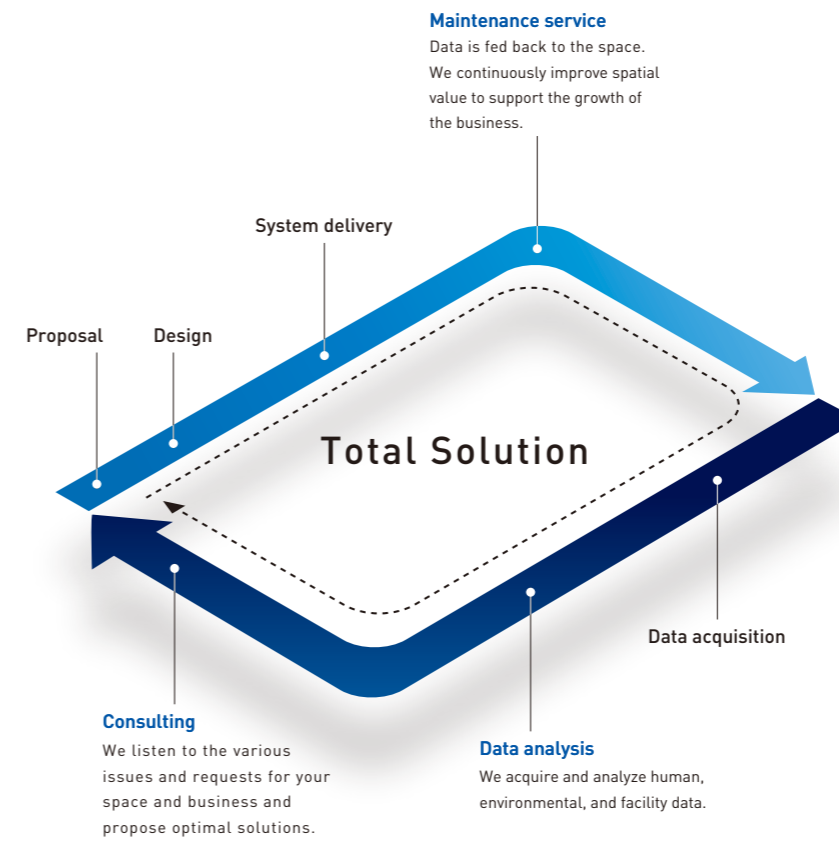 Maintenance service
Data is fed back to the space.
We continuously improve spatial
value to support the growth of
the business.
System delivery
Proposal
Design
Total Solution
Data acquisition
Consulting
We listen to the various
issues and requests for your
space and business and
propose optimal solutions.
Data analysis
We acquire and analyze human,
environmental, and facility data.